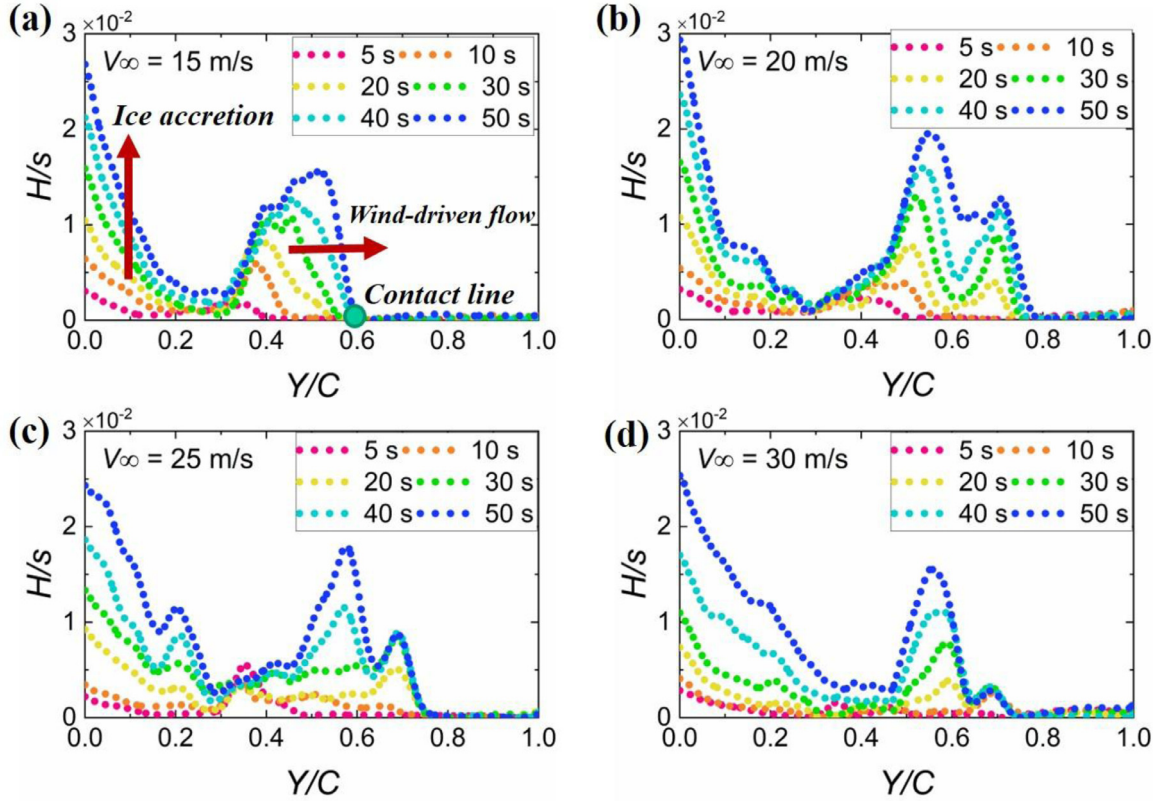 (a)
×10⁻²
V∞ = 15 m/s
5 s 10 s
20 s 30 s
40 s 50 s
Ice accretion
Wind-driven flow
Contact line
H/s
3
2
1
0
0.0 0.2 0.4 0.6 0.8 1.0
Y/C
(b)
×10⁻²
V∞ = 20 m/s
5 s 10 s
20 s 30 s
40 s 50 s
H/s
3
2
1
0
0.0 0.2 0.4 0.6 0.8 1.0
Y/C
(c)
×10⁻²
V∞ = 25 m/s
5 s 10 s
20 s 30 s
40 s 50 s
H/s
3
2
1
0
0.0 0.2 0.4 0.6 0.8 1.0
Y/C
(d)
×10⁻²
V∞ = 30 m/s
5 s 10 s
20 s 30 s
40 s 50 s
H/s
3
2
1
0
0.0 0.2 0.4 0.6 0.8 1.0
Y/C